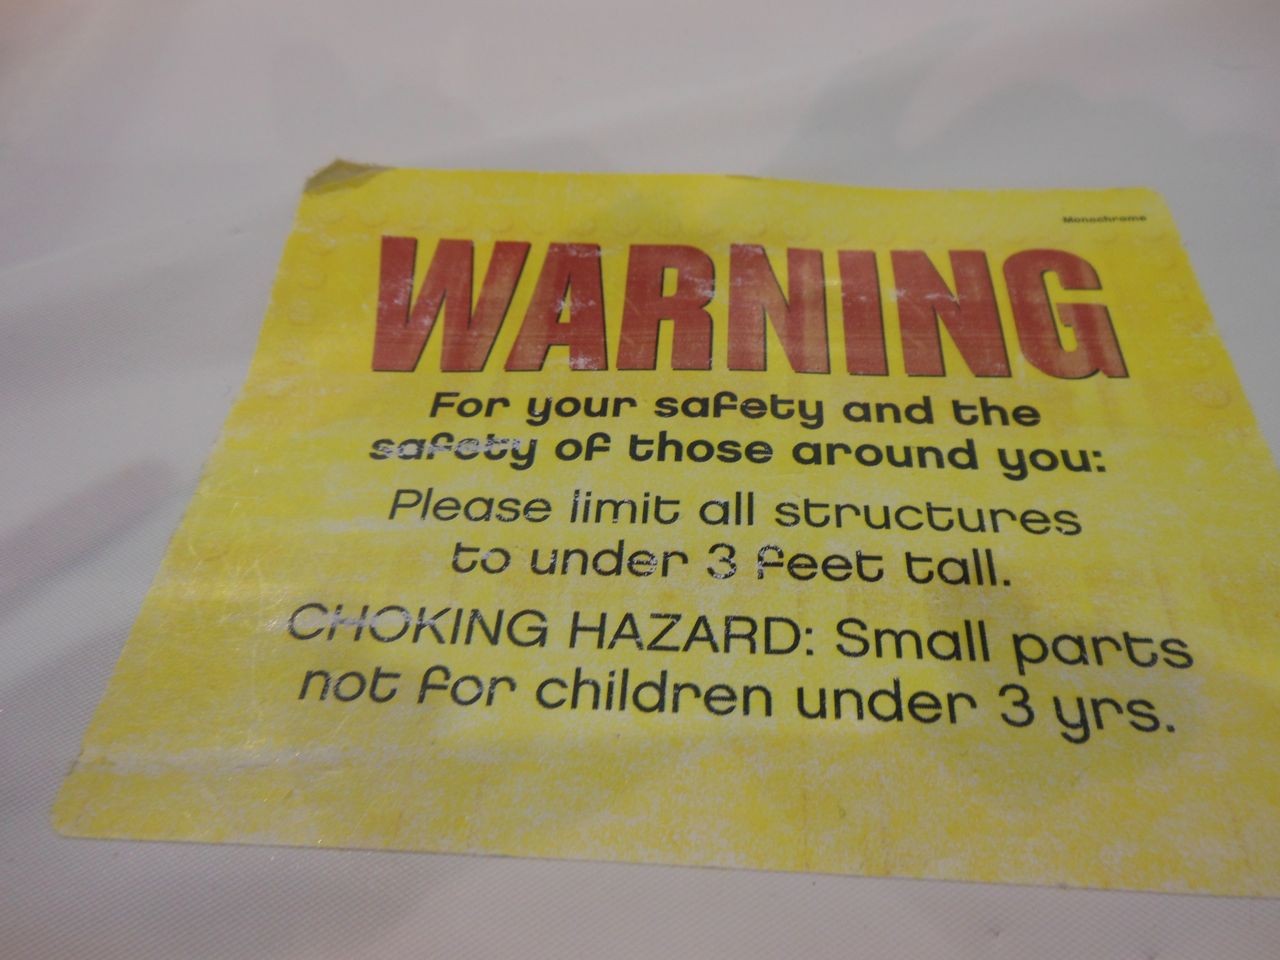 Monochrome
WARNING
For your safety and the
safety of those around you:
Please limit all structures
to under 3 feet tall.
CHOKING HAZARD: Small parts
not for children under 3 yrs.